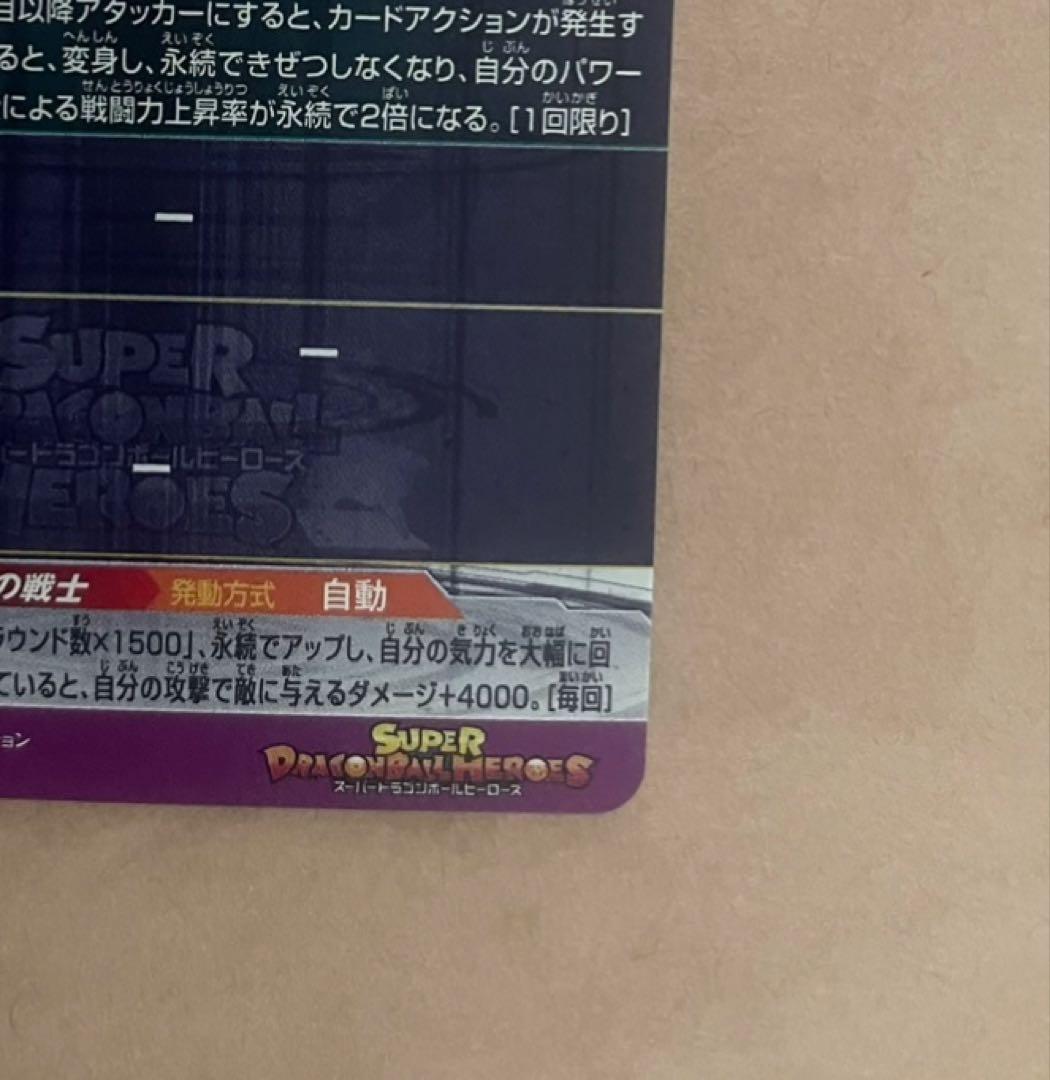 目以降アタッカーにすると、カードアクションが発生す
ると、変身し、永続できぜつしなくなり、自分のパワー
による戦闘力上昇率が永続で2倍になる。[1回限り]
SUPER
DRAGONBALL
ードラゴンボールヒーローズ
HEROES
の戦士 発動方式 自動
ラウンド数×1500」、永続でアップし、自分の気力を大幅に回
ていると、自分の攻撃で敵に与えるダメージ+4000。[毎回]
ョン
SUPER
DRAGONBALL HEROES
スーパードラゴンボールヒーローズ